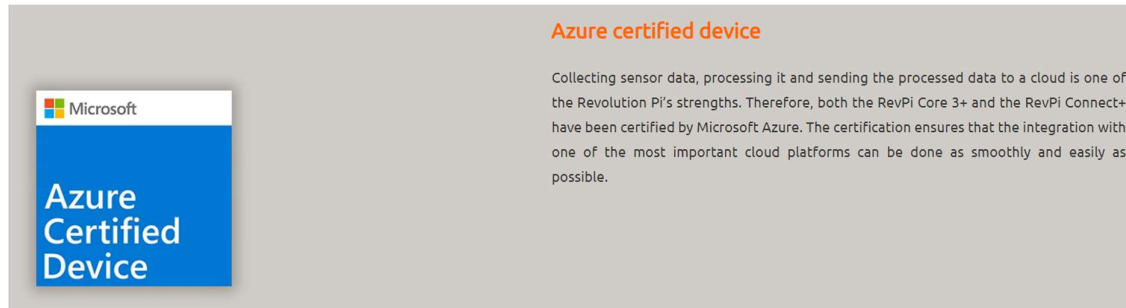 Microsoft
Azure
Certified
Device
Azure certified device
Collecting sensor data, processing it and sending the processed data to a cloud is one of
the Revolution Pi's strengths. Therefore, both the RevPi Core 3+ and the RevPi Connect+
have been certified by Microsoft Azure. The certification ensures that the integration with
one of the most important cloud platforms can be done as smoothly and easily as
possible.